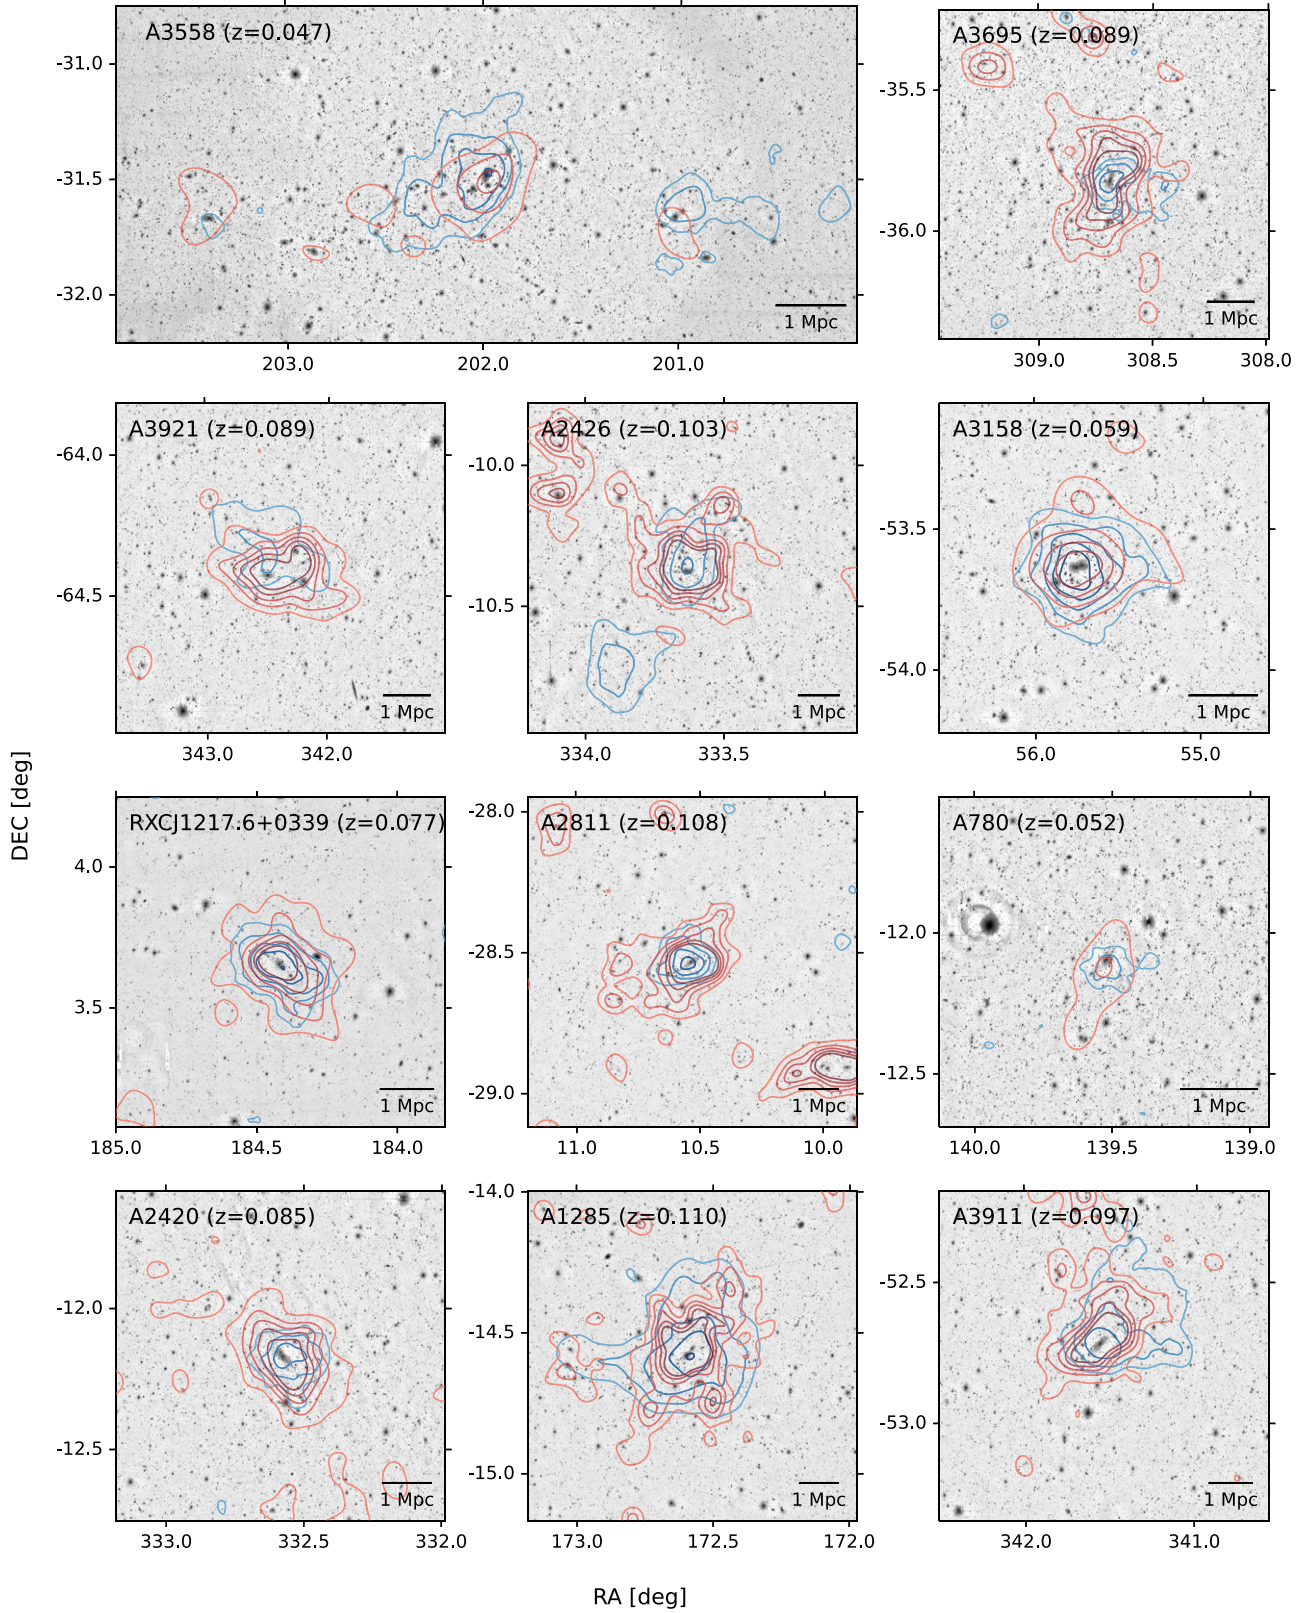 A3558 (z=0.047)
-31.0
-31.5
-32.0
1 Mpc
203.0 202.0 201.0
A3695 (z=0.089)
-35.5
-36.0
1 Mpc
309.0 308.5 308.0
A3921 (z=0.089)
-64.0
-64.5
1 Mpc
343.0 342.0
A2426 (z=0.103)
-10.0
-10.5
1 Mpc
334.0 333.5
A3158 (z=0.059)
-53.5
-54.0
1 Mpc
56.0 55.0
DEC [deg]
RXCJ1217.6+0339 (z=0.077)
4.0
3.5
1 Mpc
185.0 184.4 184.0
A2811 (z=0.108)
-28.0
-28.5
-29.0
1 Mpc
11.0 10.5 10.0
A780 (z=0.052)
-12.0
-12.5
1 Mpc
140.0 139.5 139.0
A2420 (z=0.085)
-12.0
-12.5
1 Mpc
333.0 332.5 332.0
A1285 (z=0.110)
-14.0
-14.5
-15.0
1 Mpc
173.0 172.5 172.0
A3911 (z=0.097)
-52.5
-53.0
1 Mpc
342.0 341.0
RA [deg]